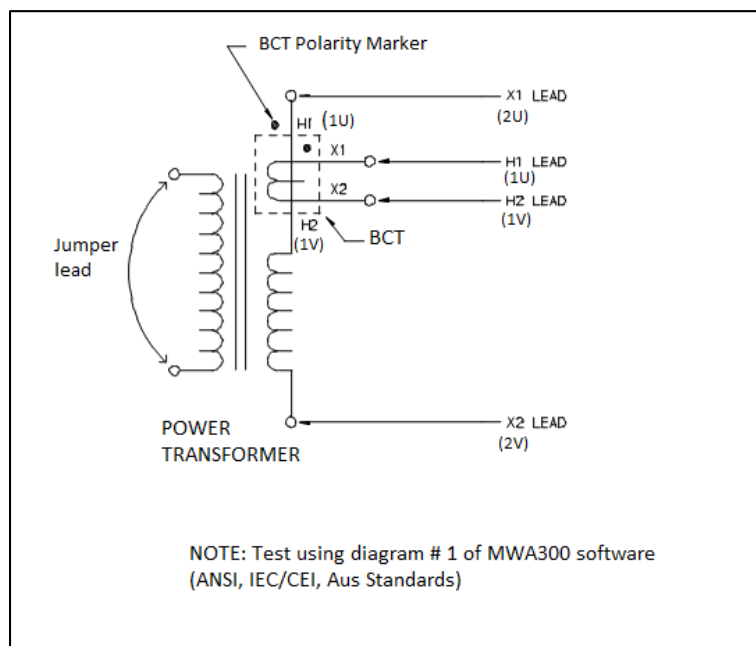 BCT Polarity Marker
X1 LEAD
(2U)
H1 (1U)
X1
H1 LEAD
(1U)
X2
H2 LEAD
(1V)
H2
(1V)
BCT
Jumper
lead
X2 LEAD
(2V)
POWER
TRANSFORMER
NOTE: Test using diagram # 1 of MWA300 software
(ANSI, IEC/CEI, Aus Standards)